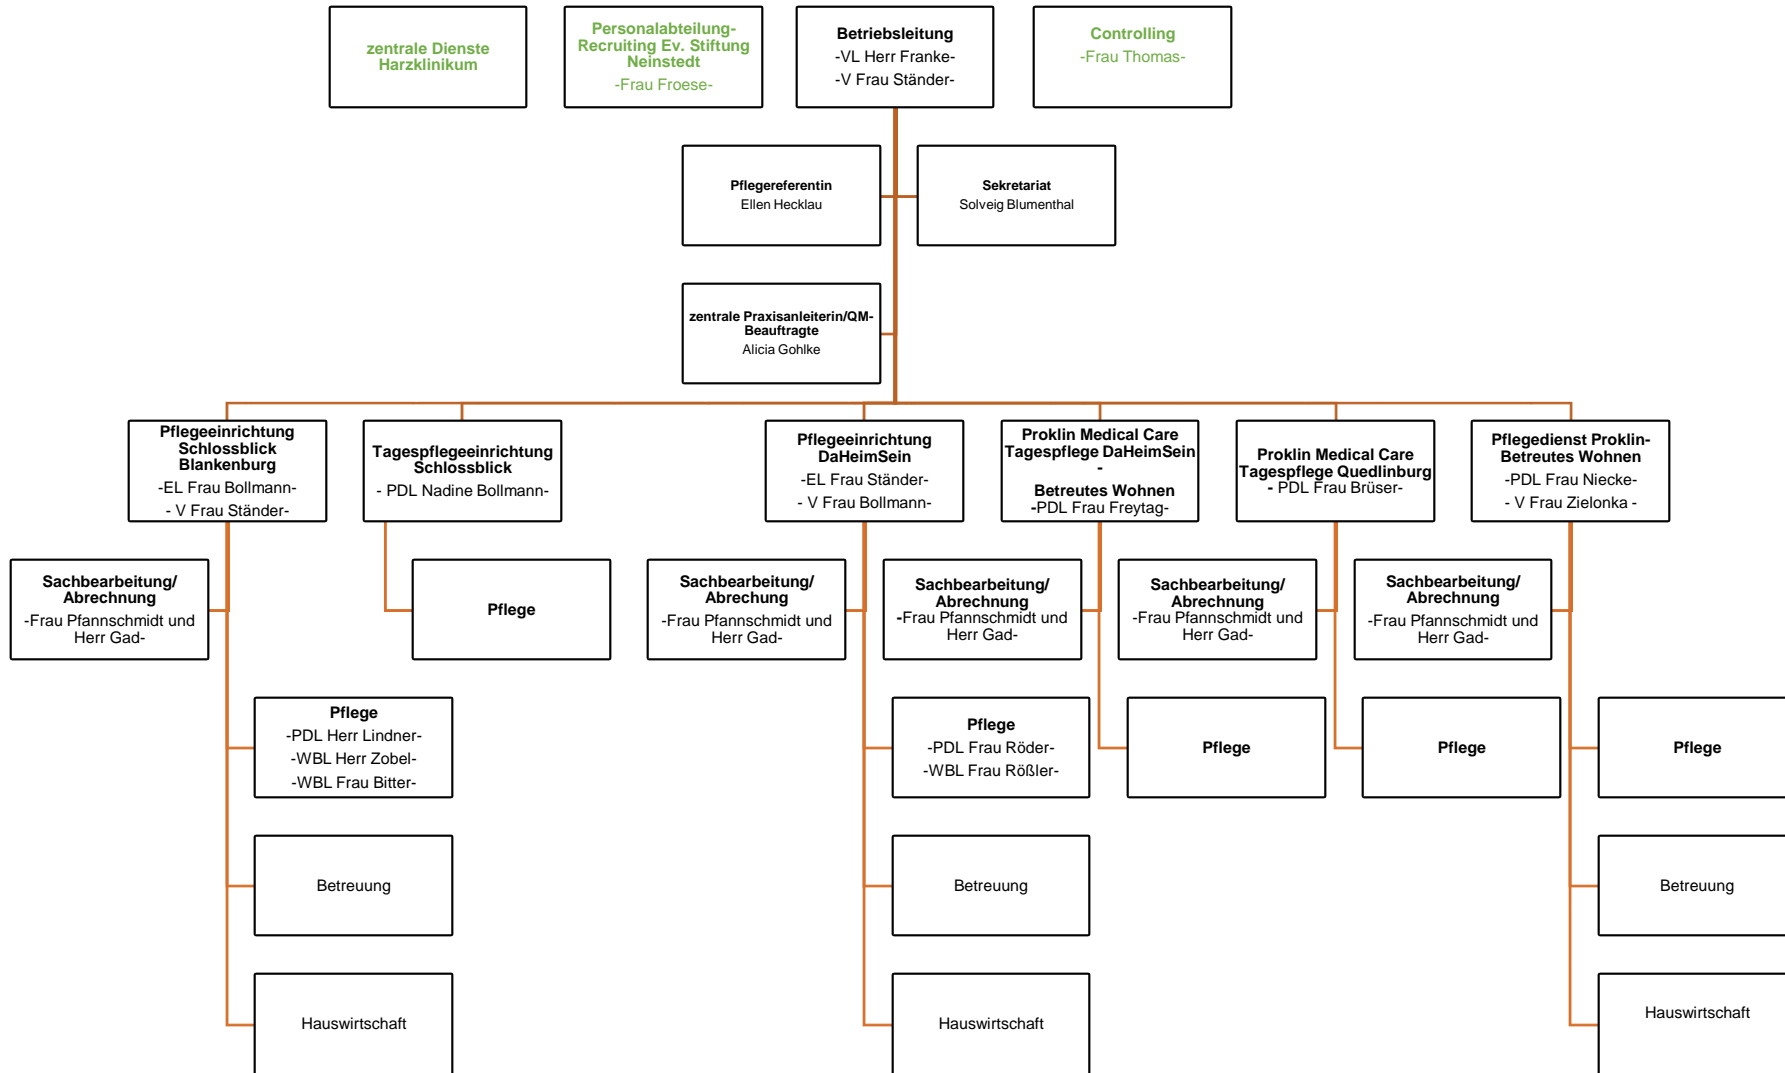 zentrale Dienste
Harzklinikum
Personalabteilung-
Recruiting Ev. Stiftung
Neinstedt
-Frau Froese-
Betriebsleitung
-VL Herr Franke-
-V Frau Ständer-
Controlling
-Frau Thomas-
Pflegereferentin
Ellen Hecklau
Sekretariat
Solveig Blumenthal
zentrale Praxisanleiterin/QM-
Beauftragte
Alicia Gohlke
Pflegeeinrichtung
Schlossblick
Blankenburg
-EL Frau Bollmann-
- V Frau Ständer-
Tagespflegeeinrichtung
Schlossblick
- PDL Nadine Bollmann-
Pflegeeinrichtung
DaHeimSein
-EL Frau Ständer-
- V Frau Bollmann-
Proklin Medical Care
Tagespflege DaHeimSein
-
Betreutes Wohnen
-PDL Frau Freytag-
Proklin Medical Care
Tagespflege Quedlinburg
- PDL Frau Brüser-
Pflegedienst Proklin-
Betreutes Wohnen
-PDL Frau Niecke-
- V Frau Zielonka -
Sachbearbeitung/
Abrechnung
-Frau Pfannschmidt und
Herr Gad-
Pflege
Sachbearbeitung/
Abrechung
-Frau Pfannschmidt und
Herr Gad-
Sachbearbeitung/
Abrechnung
-Frau Pfannschmidt und
Herr Gad-
Sachbearbeitung/
Abrechnung
-Frau Pfannschmidt und
Herr Gad-
Sachbearbeitung/
Abrechnung
-Frau Pfannschmidt und
Herr Gad-
Pflege
-PDL Herr Lindner-
-WBL Herr Zobel-
-WBL Frau Bitter-
Pflege
-PDL Frau Röder-
-WBL Frau Rößler-
Pflege
Pflege
Pflege
Betreuung
Betreuung
Betreuung
Hauswirtschaft
Hauswirtschaft
Hauswirtschaft